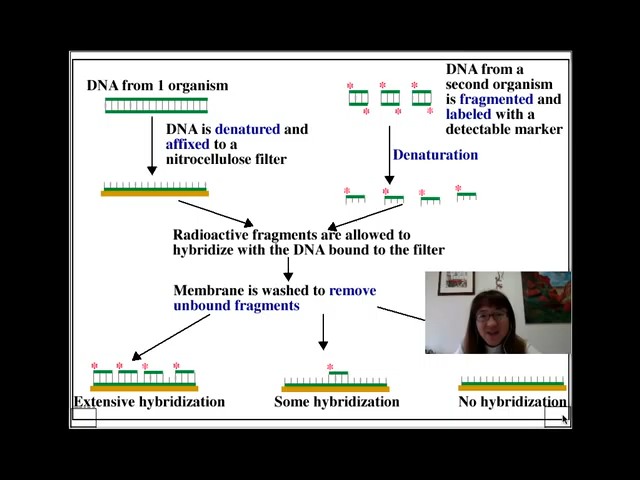 DNA from 1 organism
DNA from a
second organism
is fragmented and
labeled with a
detectable marker
DNA is denatured and
affixed to a
nitrocellulose filter
Denaturation
Radioactive fragments are allowed to
hybridize with the DNA bound to the filter
Membrane is washed to remove
unbound fragments
Extensive hybridization
Some hybridization
No hybridization